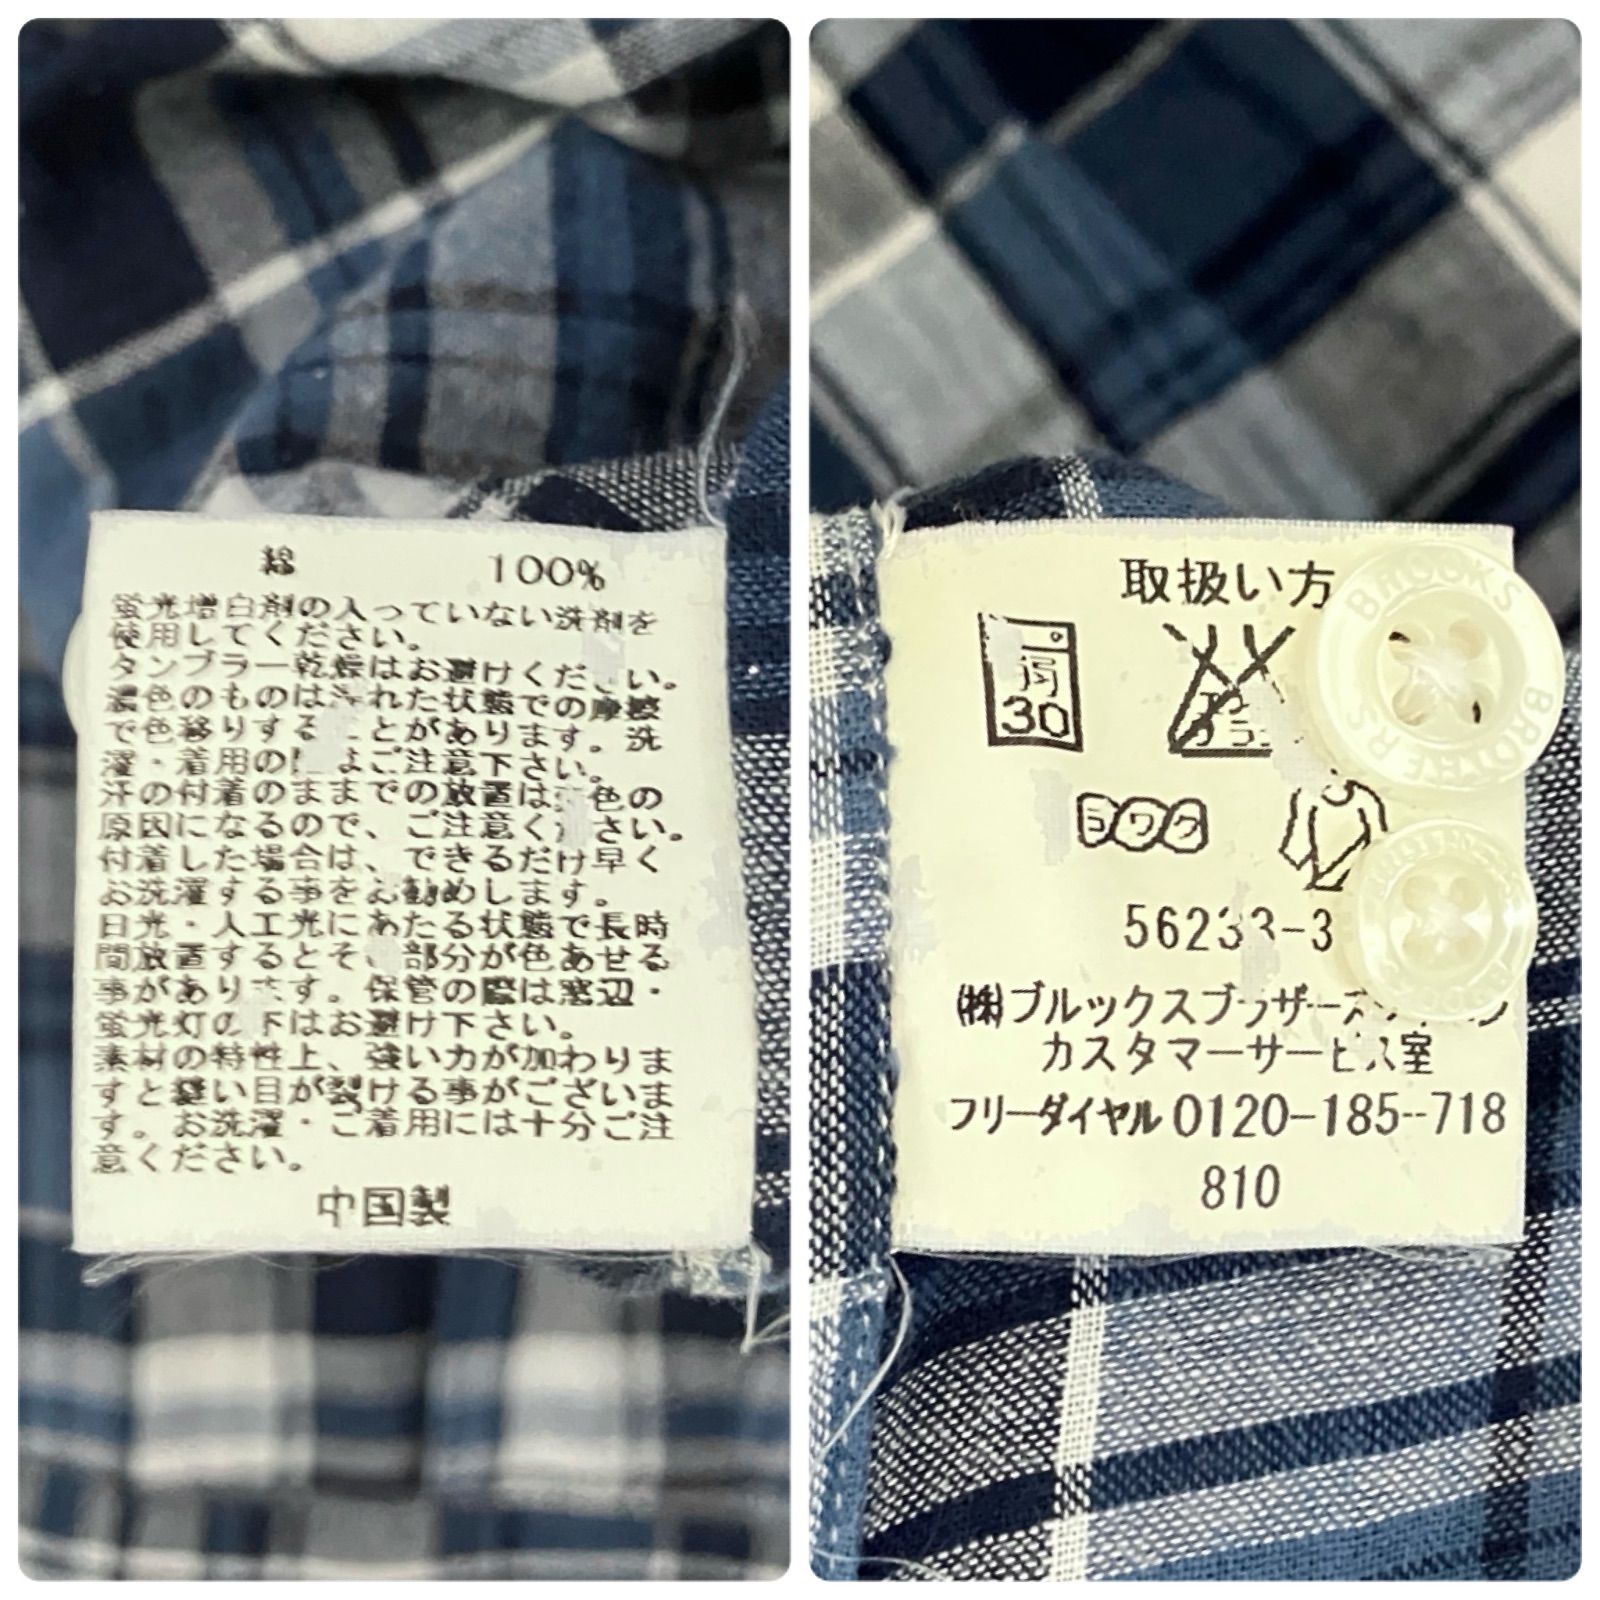 綿 100%
蛍光増白剤の入っていない洗剤を
使用してください。
タンブラー乾燥はお避けください。
濃色のものは濡れた状態での摩擦
で色移りすることがあります。洗
濯・着用の際はご注意下さい。
汗の付着のままでの放置は変色の
原因になるので、ご注意ください。
付着した場合は、できるだけ早く
お洗濯する事をお勧めします。
日光・人工光にあたる状態で長時
間放置するとその部分が色あせる
事があります。保管の際は窓辺・
蛍光灯の下はお避け下さい。
素材の特性上、強い力が加わりま
すと縫い目が裂ける事がございま
す。お洗濯・ご着用には十分ご注
意ください。
中国製
取扱い方
30
シワク
56233-3
(株)ブルックスブラザーズ
カスタマーサービス室
フリーダイヤル 0120-185-718
810
BROOKS BROTHERS